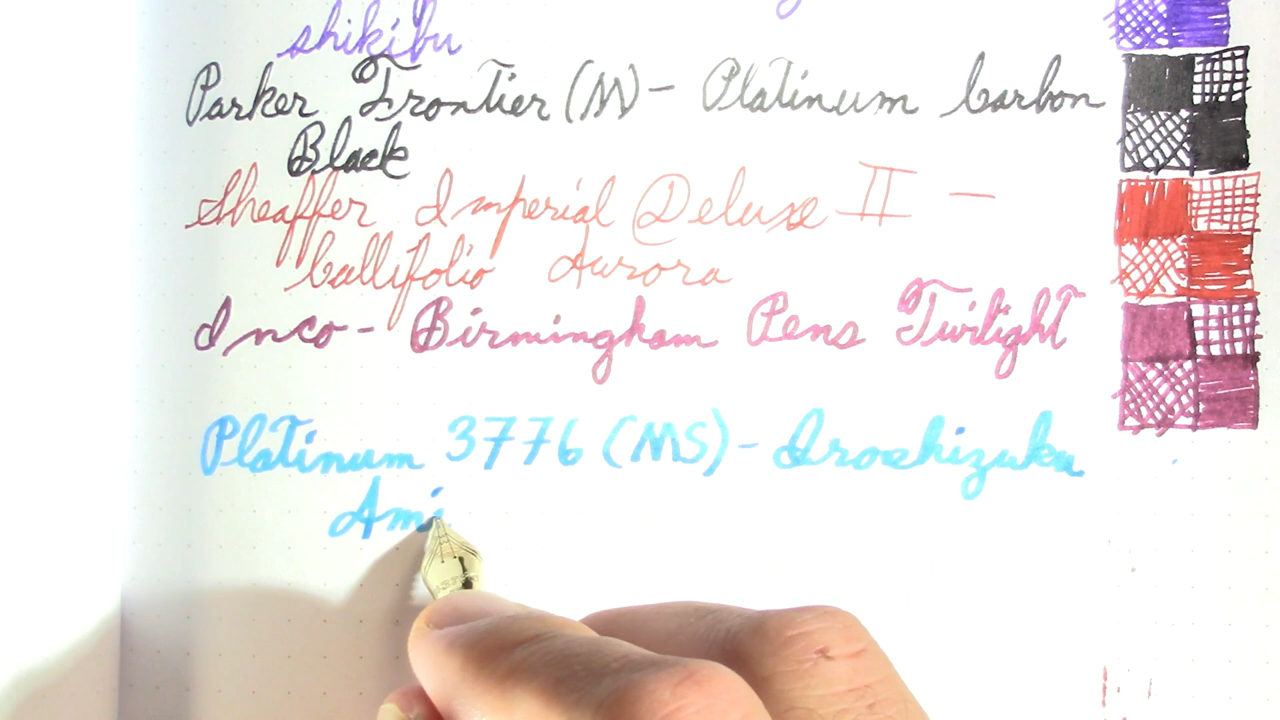 shikibu
Parker Frontier (M) - Platinum Carbon
Black
Sheaffer Imperial Deluxe II -
Callifolio Aurora
Inco - Birmingham Pens Twilight
Platinum 3776 (MS) - Iroshizuku
Ami